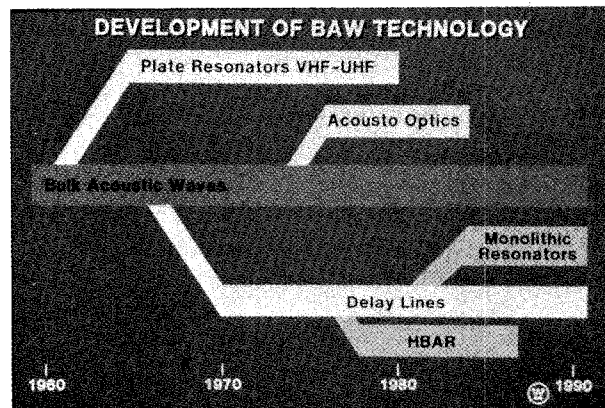 DEVELOPMENT OF BAW TECHNOLOGY
Plate Resonators VHF-UHF
Acousto Optics
Bulk Acoustic Waves
Monolithic
Resonators
Delay Lines
HBAR
1960
1970
1980
1990
W